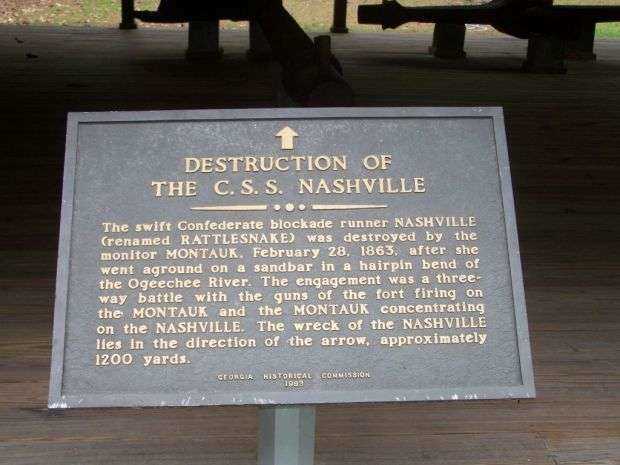 DESTRUCTION OF
THE C.S.S. NASHVILLE
The swift Confederate blockade runner NASHVILLE
(renamed RATTLESNAKE) was destroyed by the
monitor MONTAUK, February 28, 1863, after she
went aground on a sandbar in a hairpin bend of
the Ogeechee River. The engagement was a three-
way battle with the guns of the fort firing on
the MONTAUK and the MONTAUK concentrating
on the NASHVILLE. The wreck of the NASHVILLE
lies in the direction of the arrow, approximately
1200 yards.
GEORGIA HISTORICAL COMMISSION
1963